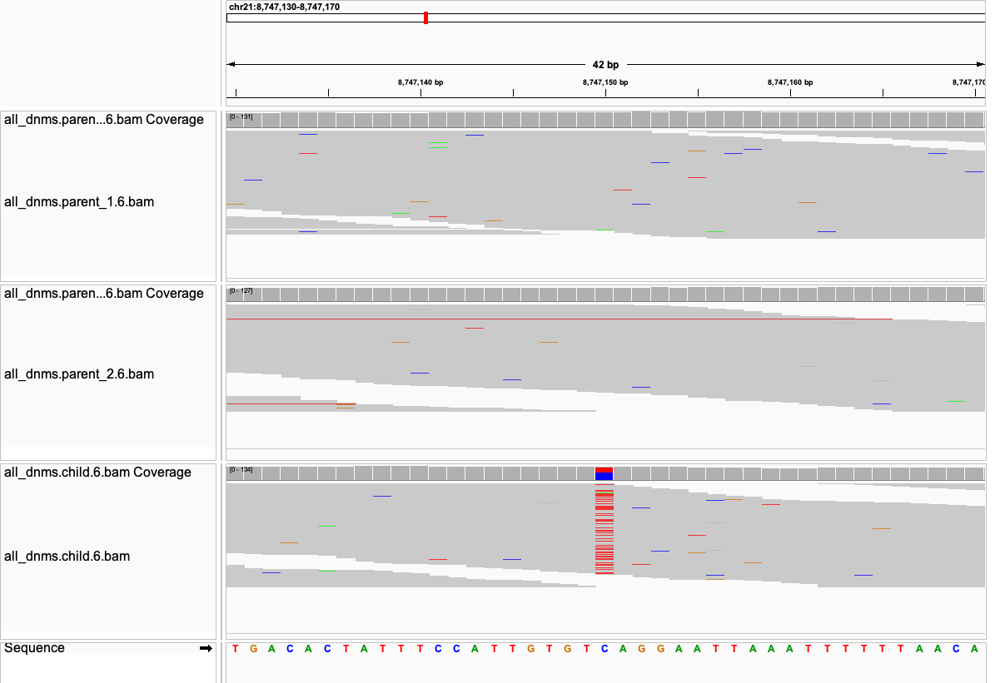 chr21:8,747,130-8,747,170
42 bp
8,747,140 bp 8,747,150 bp 8,747,160 bp 8,747,170
all_dnms.paren...6.bam Coverage [0 - 131]
all_dnms.parent_1.6.bam
all_dnms.paren...6.bam Coverage [0 - 127]
all_dnms.parent_2.6.bam
all_dnms.child.6.bam Coverage [0 - 134]
all_dnms.child.6.bam
Sequence T G A C A C T A T T T C C A T T G T G T C A G G A A T T A A A T T T T T T A A C A